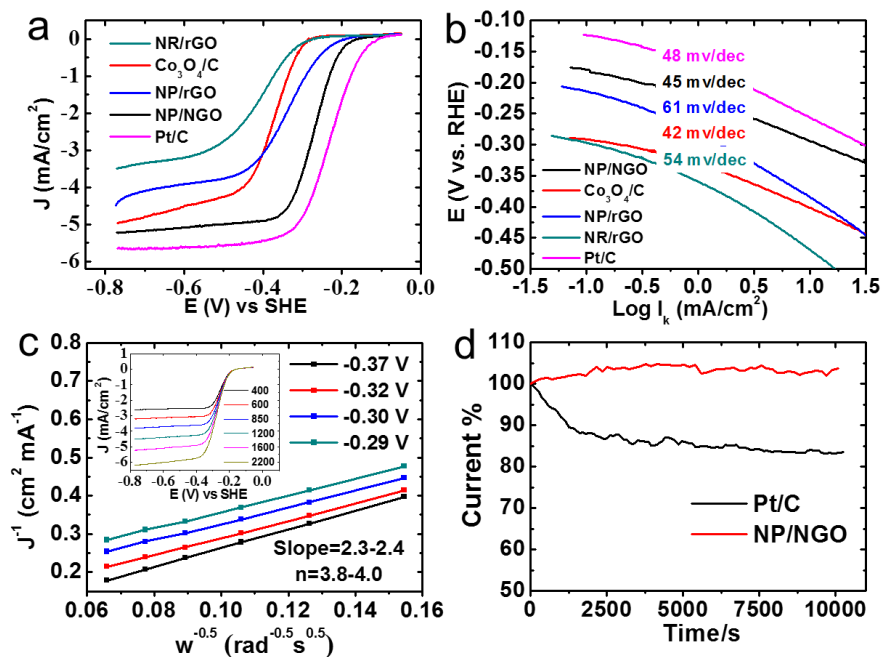 a
NR/rGO
Co₃O₄/C
NP/rGO
NP/NGO
Pt/C
0
-1
-2
-3
-4
-5
-6
J (mA/cm²)
-0.8 -0.6 -0.4 -0.2 0.0
E (V) vs SHE
b
48 mv/dec
45 mv/dec
61 mv/dec
42 mv/dec
54 mv/dec
NP/NGO
Co₃O₄/C
NP/rGO
NR/rGO
Pt/C
-0.10
-0.15
-0.20
-0.25
-0.30
-0.35
-0.40
-0.45
-0.50
E (V vs. RHE)
-1.5 -1.0 -0.5 0.0 0.5 1.0 1.5
Log Iₖ (mA/cm²)
c
-0.37 V
-0.32 V
-0.30 V
-0.29 V
1
0
-1
-2
-3
-4
-5
-6
J (mA/cm²)
400
600
850
1200
1600
2200
-0.8 -0.6 -0.4 -0.2 0.0
E (V) vs SHE
0.8
0.7
0.6
0.5
0.4
0.3
0.2
J⁻¹ (cm² mA⁻¹)
Slope=2.3-2.4
n=3.8-4.0
0.06 0.08 0.10 0.12 0.14 0.16
w⁻⁰·⁵ (rad⁻⁰·⁵s⁰·⁵)
d
110
100
90
80
70
60
50
Current %
Pt/C
NP/NGO
0 2500 5000 7500 10000
Time/s